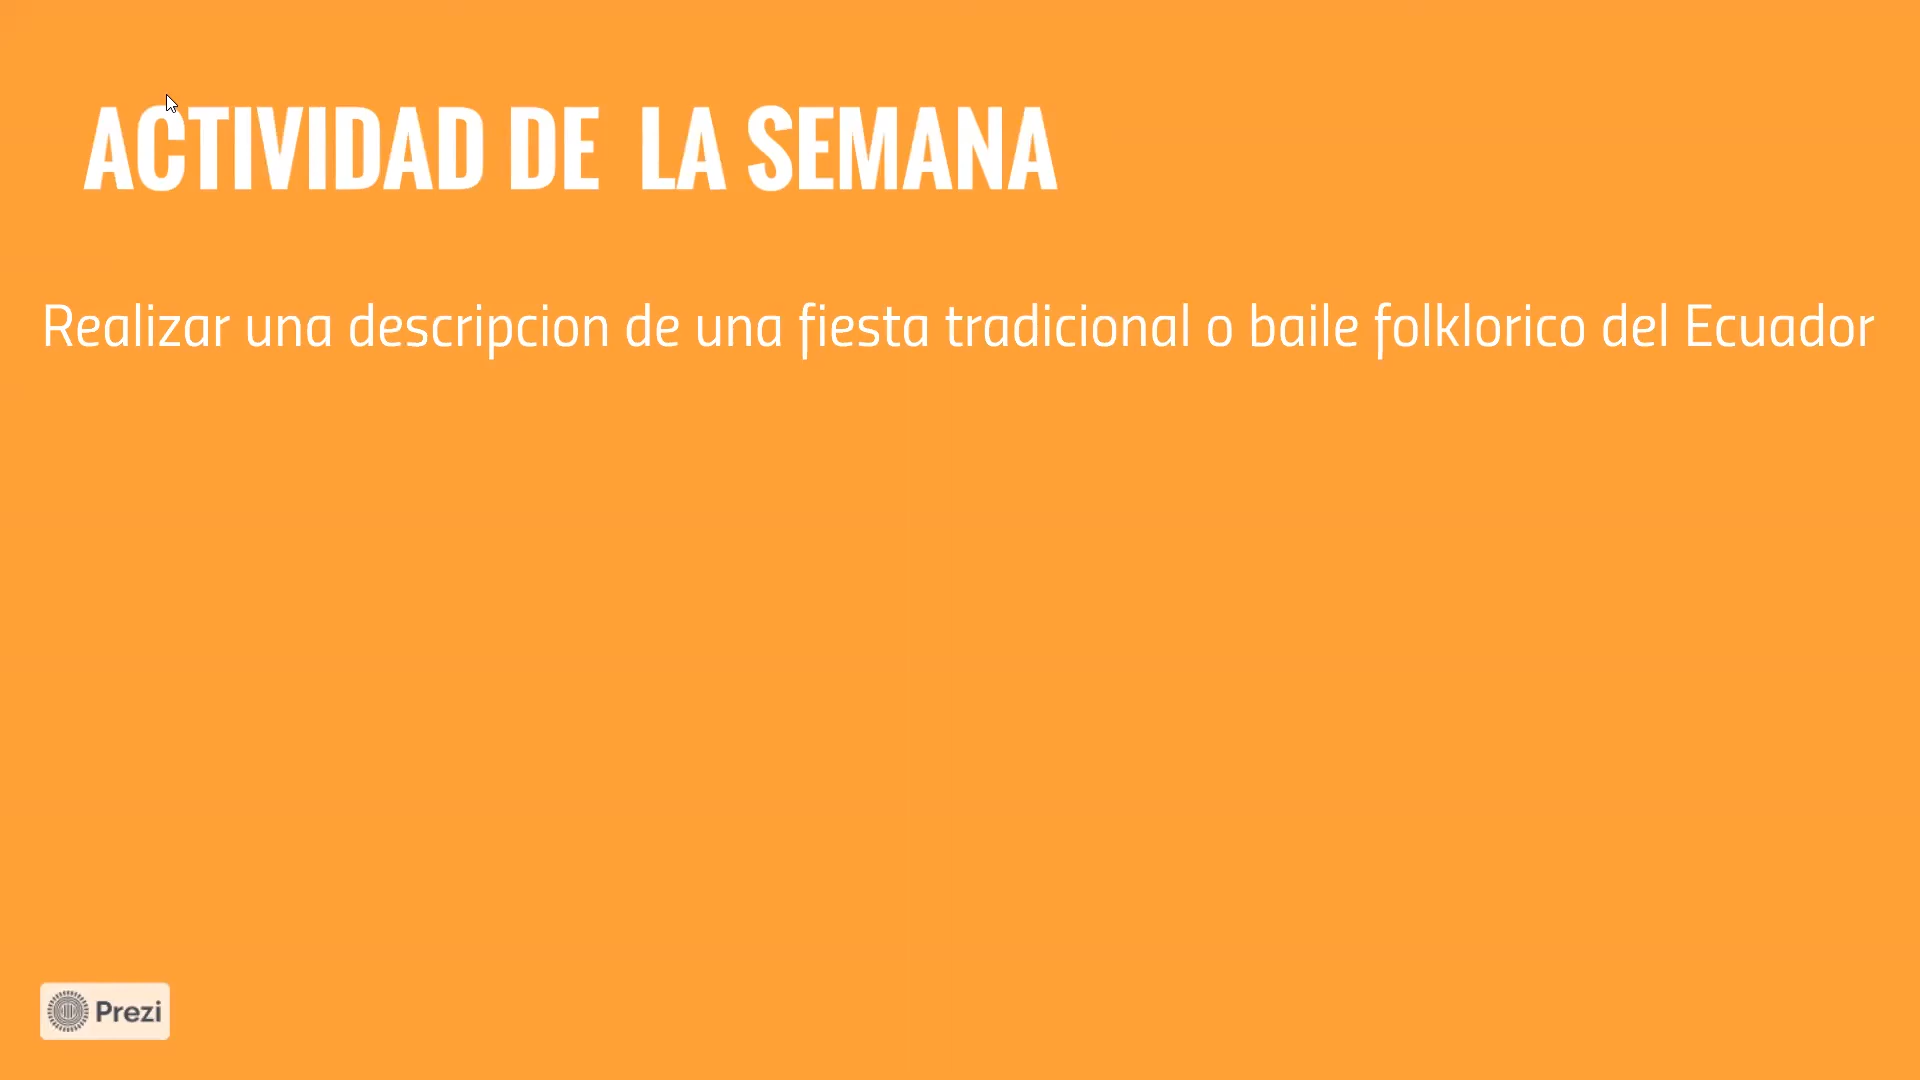 ACTIVIDAD DE LA SEMANA
Realizar una descripcion de una fiesta tradicional o baile folklorico del Ecuador
Prezi